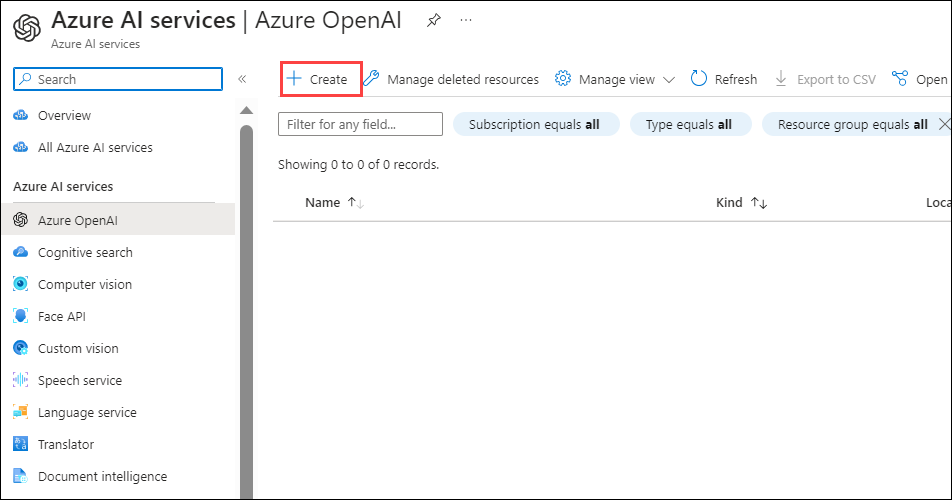 Azure AI services | Azure OpenAI ...
Azure AI services
Search «
Create Manage deleted resources Manage view Refresh Export to CSV Open
Overview
All Azure AI services
Filter for any field... Subscription equals all Type equals all Resource group equals all
Showing 0 to 0 of 0 records.
Azure AI services
Name ↑↓ Kind ↑↓ Loca
Azure OpenAI
Cognitive search
Computer vision
Face API
Custom vision
Speech service
Language service
Translator
Document intelligence